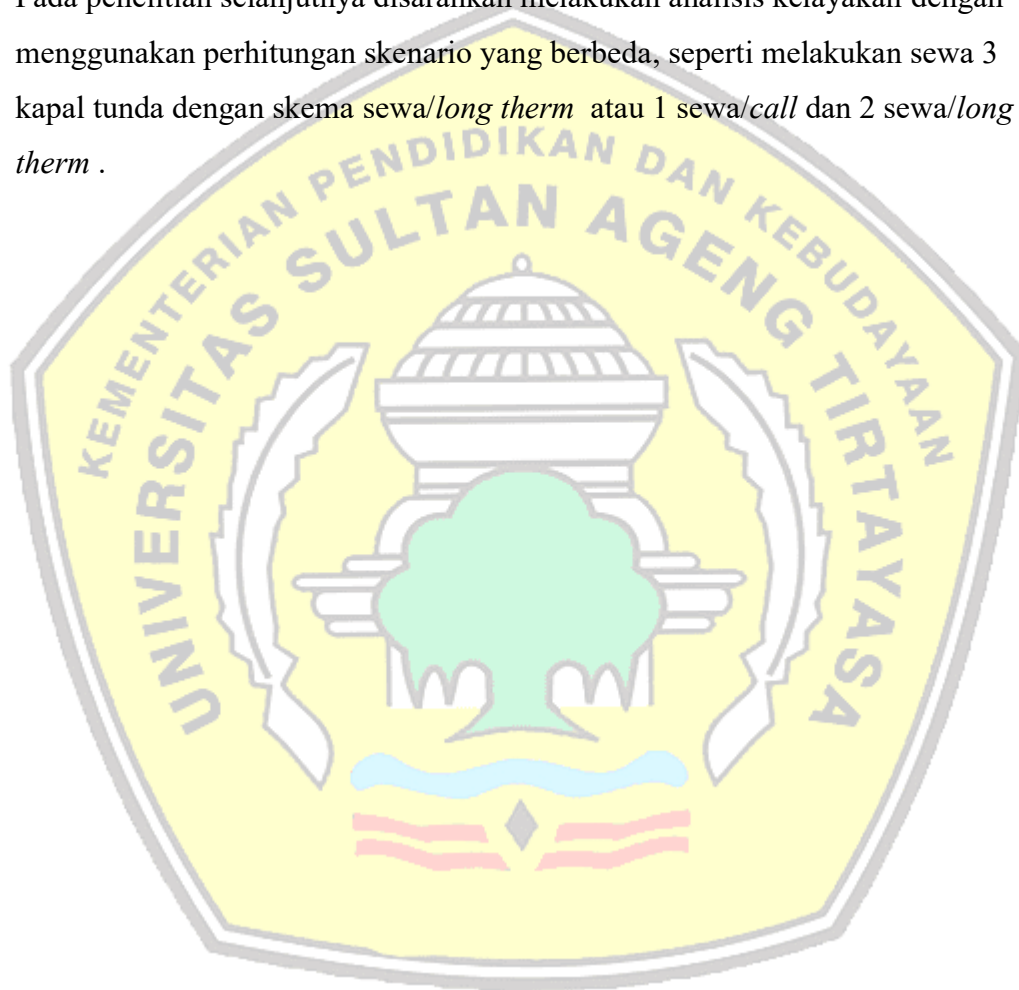 Pada penelitian selanjutnya disarankan melakukan analisis kelayakan dengan
menggunakan perhitungan skenario yang berbeda, seperti melakukan sewa 3
kapal tunda dengan skema sewa/long therm atau 1 sewa/call dan 2 sewa/long
therm .
KEMENTERIAN PENDIDIKAN DAN KEBUDAYAAN
UNIVERSITAS SULTAN AGENG TIRTAYASA